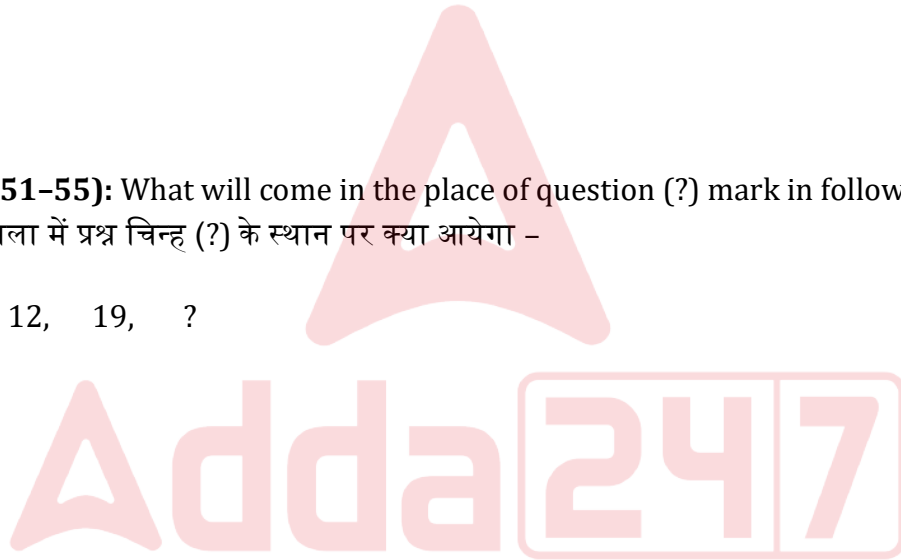 51–55): What will come in the place of question (?) mark in follow
में प्रश्न चिन्ह (?) के स्थान पर क्या आयेगा –
12, 19, ?
Adda247